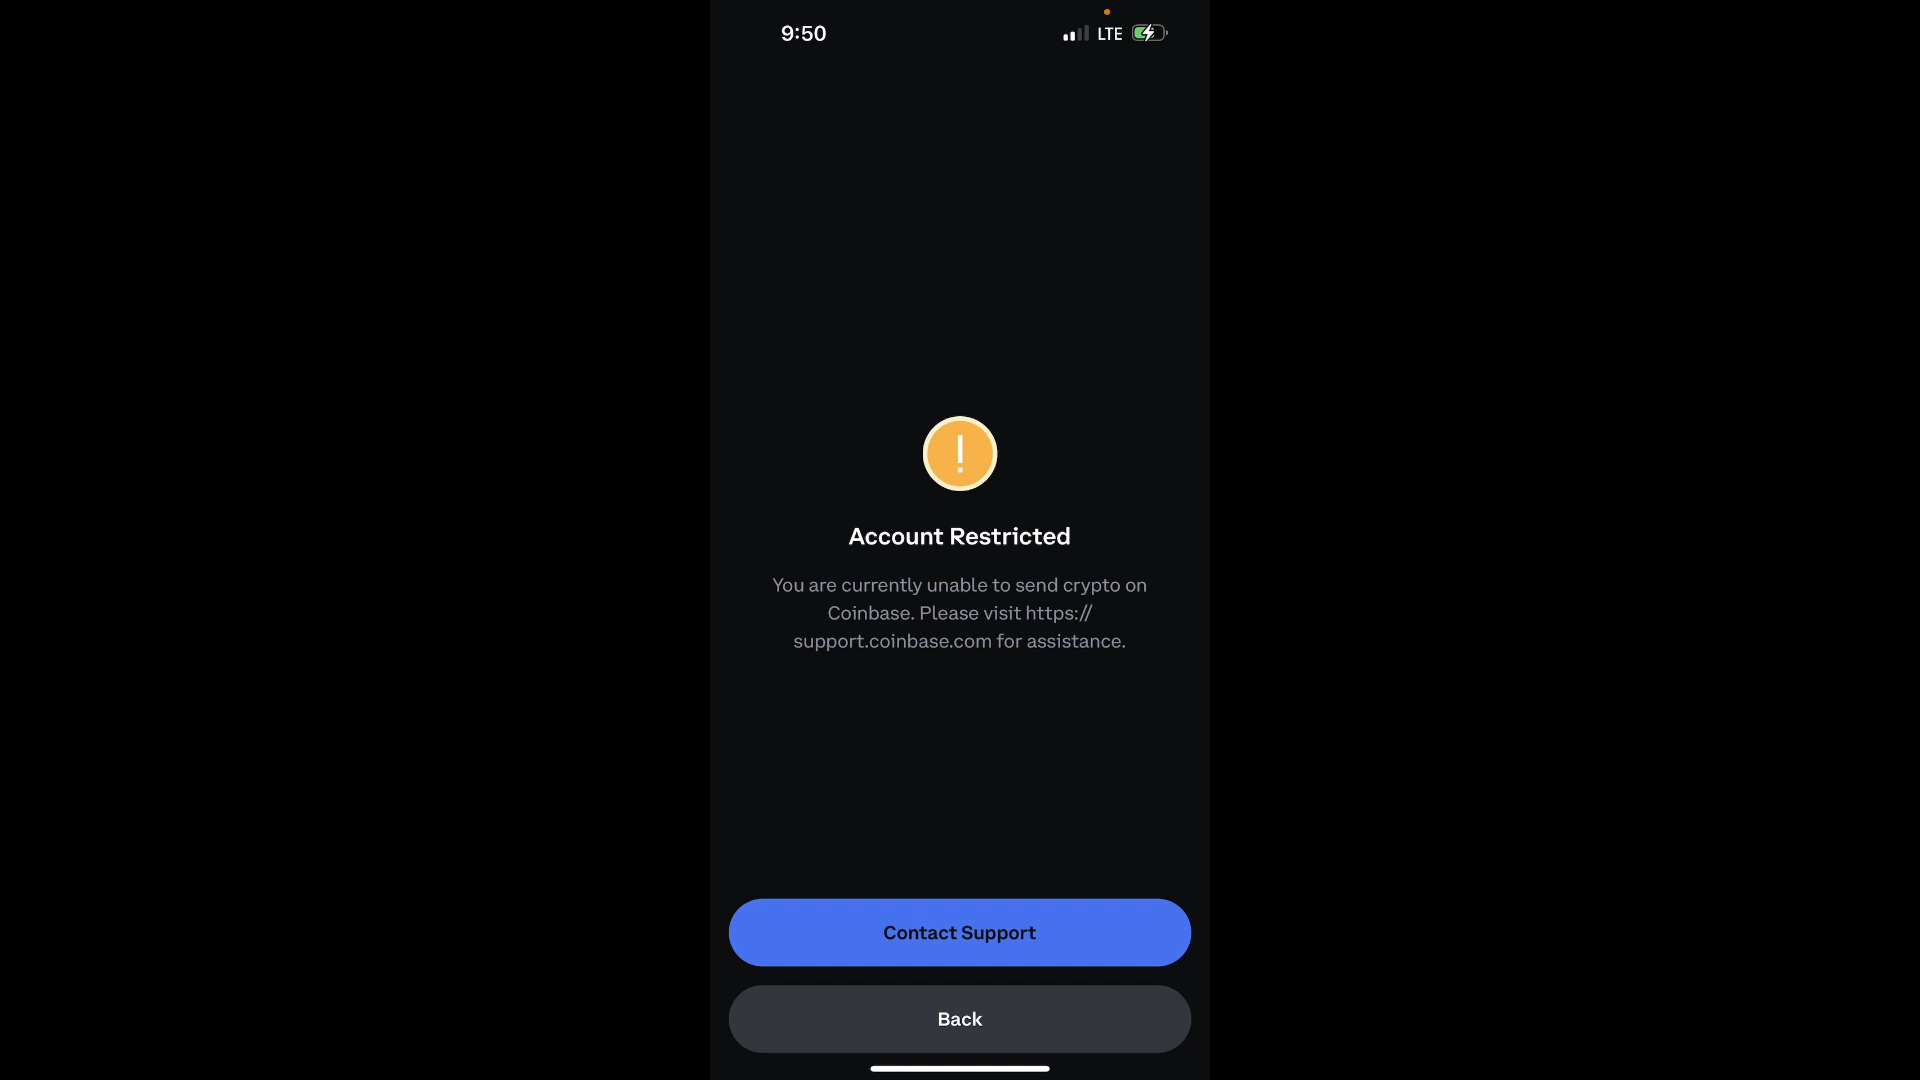 9:50
LTE
Account Restricted
You are currently unable to send crypto on
Coinbase. Please visit https://
support.coinbase.com for assistance.
Contact Support
Back